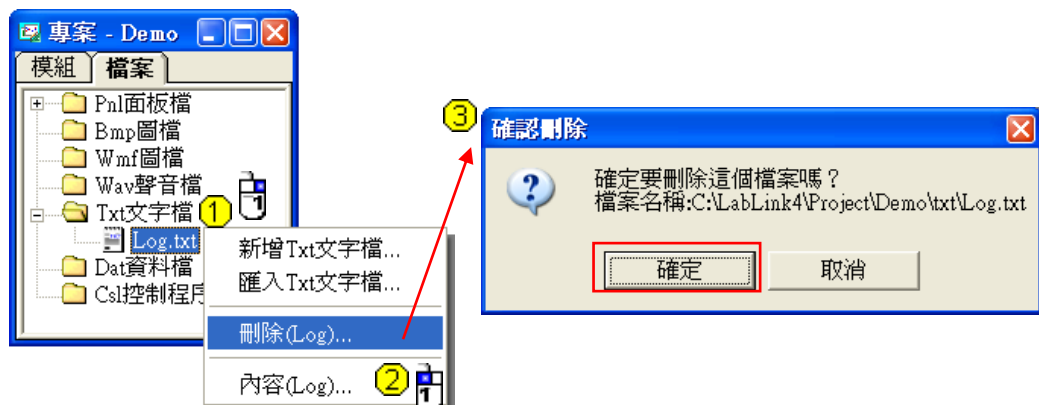 專案 - Demo
模組
檔案
Pnl面板檔
Bmp圖檔
Wmf圖檔
Wav聲音檔
Txt文字檔
1
1
Log.txt
Dat資料檔
Csl控制程序
新增Txt文字檔...
匯入Txt文字檔...
刪除(Log)...
內容(Log)...
2
1
3
確認刪除
確定要刪除這個檔案嗎？
檔案名稱:C:\LabLink4\Project\Demo\txt\Log.txt
確定
取消